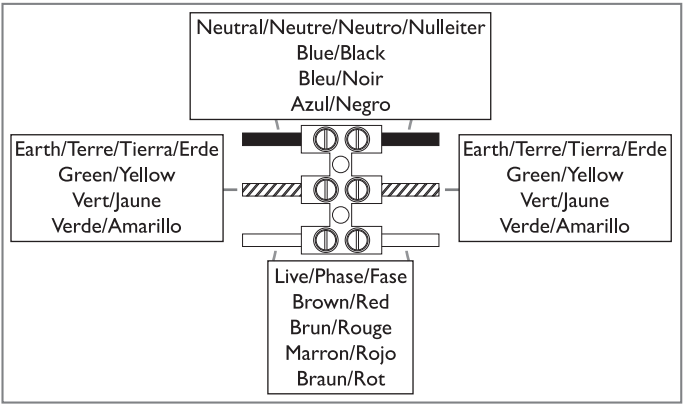 Neutral/Neutre/Neutro/Nulleiter
Blue/Black
Bleu/Noir
Azul/Negro
Earth/Terre/Tierra/Erde
Green/Yellow
Vert/Jaune
Verde/Amarillo
Earth/Terre/Tierra/Erde
Green/Yellow
Vert/Jaune
Verde/Amarillo
Live/Phase/Fase
Brown/Red
Brun/Rouge
Marron/Rojo
Braun/Rot